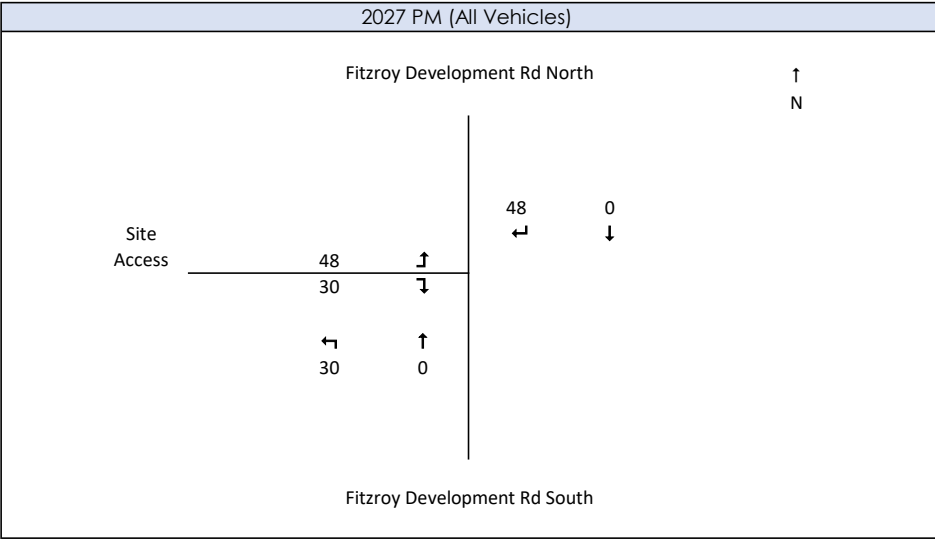 2027 PM (All Vehicles)
Fitzroy Development Rd North
↑
N
48 0
↵ ↓
Site
Access
48 ⮥
30 ⮧
↰ ↑
30 0
Fitzroy Development Rd South